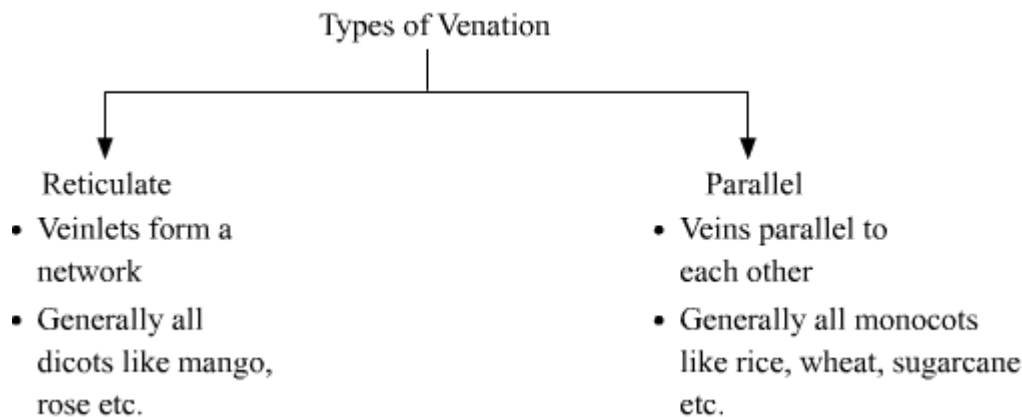 Types of Venation
Reticulate
• Veinlets form a
network
• Generally all
dicots like mango,
rose etc.
Parallel
• Veins parallel to
each other
• Generally all monocots
like rice, wheat, sugarcane
etc.